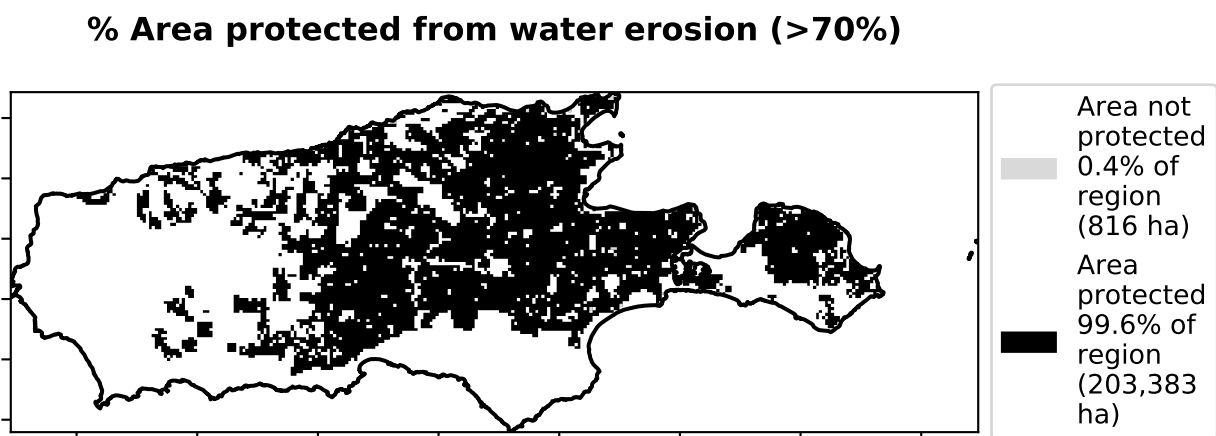 % Area protected from water erosion (>70%)
Area not
protected
0.4% of
region
(816 ha)
Area
protected
99.6% of
region
(203,383
ha)